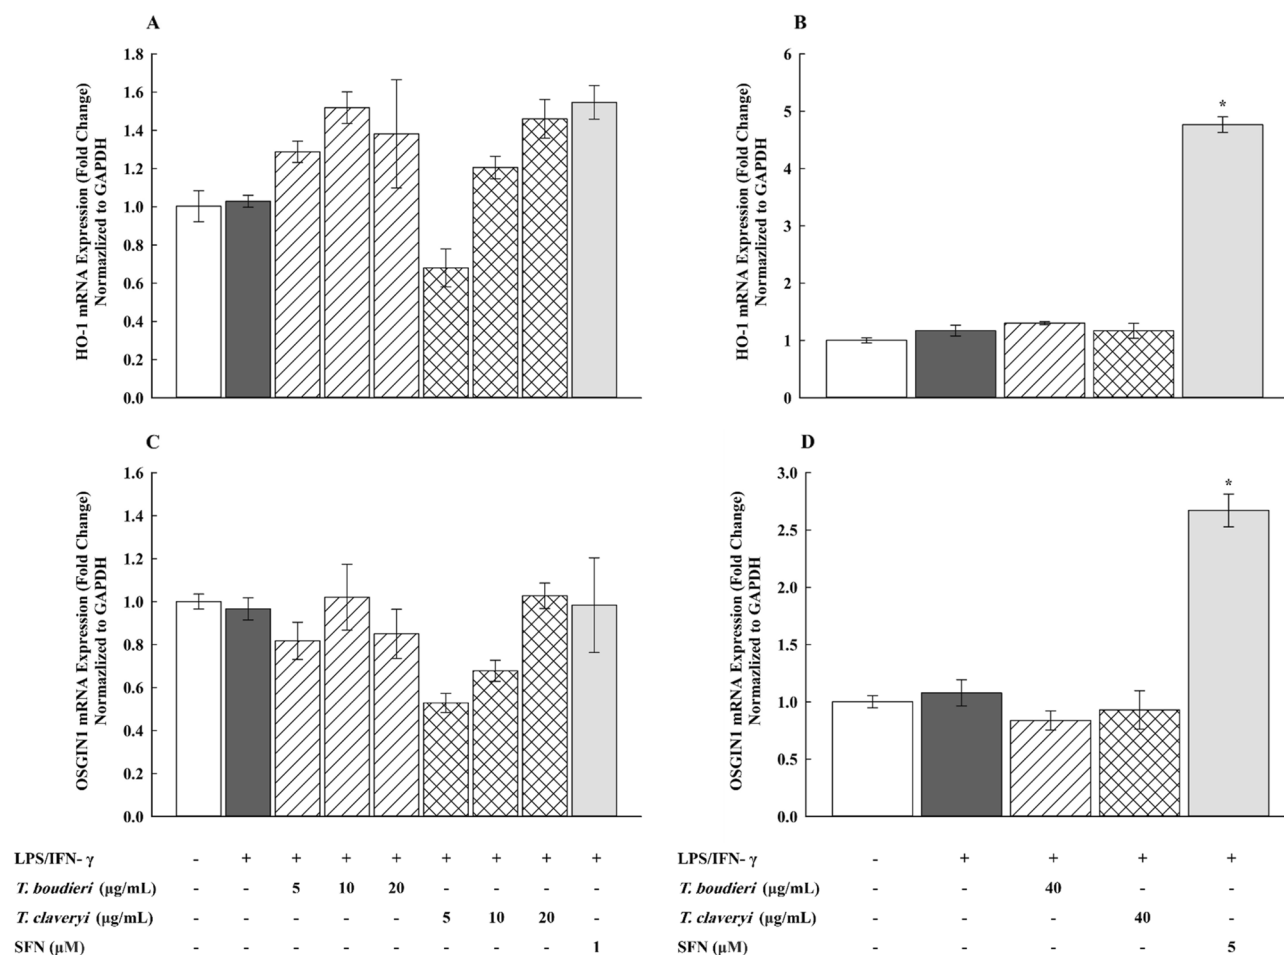 A
HO-1 mRNA Expression (Fold Change)
Normazlized to GAPDH
1.8
1.6
1.4
1.2
1.0
0.8
0.6
0.4
0.2
0.0
B
HO-1 mRNA Expression (Fold Change)
Normazlized to GAPDH
6
5
4
3
2
1
0
*
C
OSGIN1 mRNA Expression (Fold Change)
Normazlized to GAPDH
1.6
1.4
1.2
1.0
0.8
0.6
0.4
0.2
0.0
D
OSGIN1 mRNA Expression (Fold Change)
Normazlized to GAPDH
3.0
2.5
2.0
1.5
1.0
0.5
0.0
*
LPS/IFN- γ - + + + + + + + +
T. boudieri (µg/mL) - - 5 10 20 - - - -
T. claveryi (µg/mL) - - - - - 5 10 20 -
SFN (µM) - - - - - - - - 1
LPS/IFN- γ - + + + +
T. boudieri (µg/mL) - - 40 - -
T. claveryi (µg/mL) - - - 40 -
SFN (µM) - - - - 5